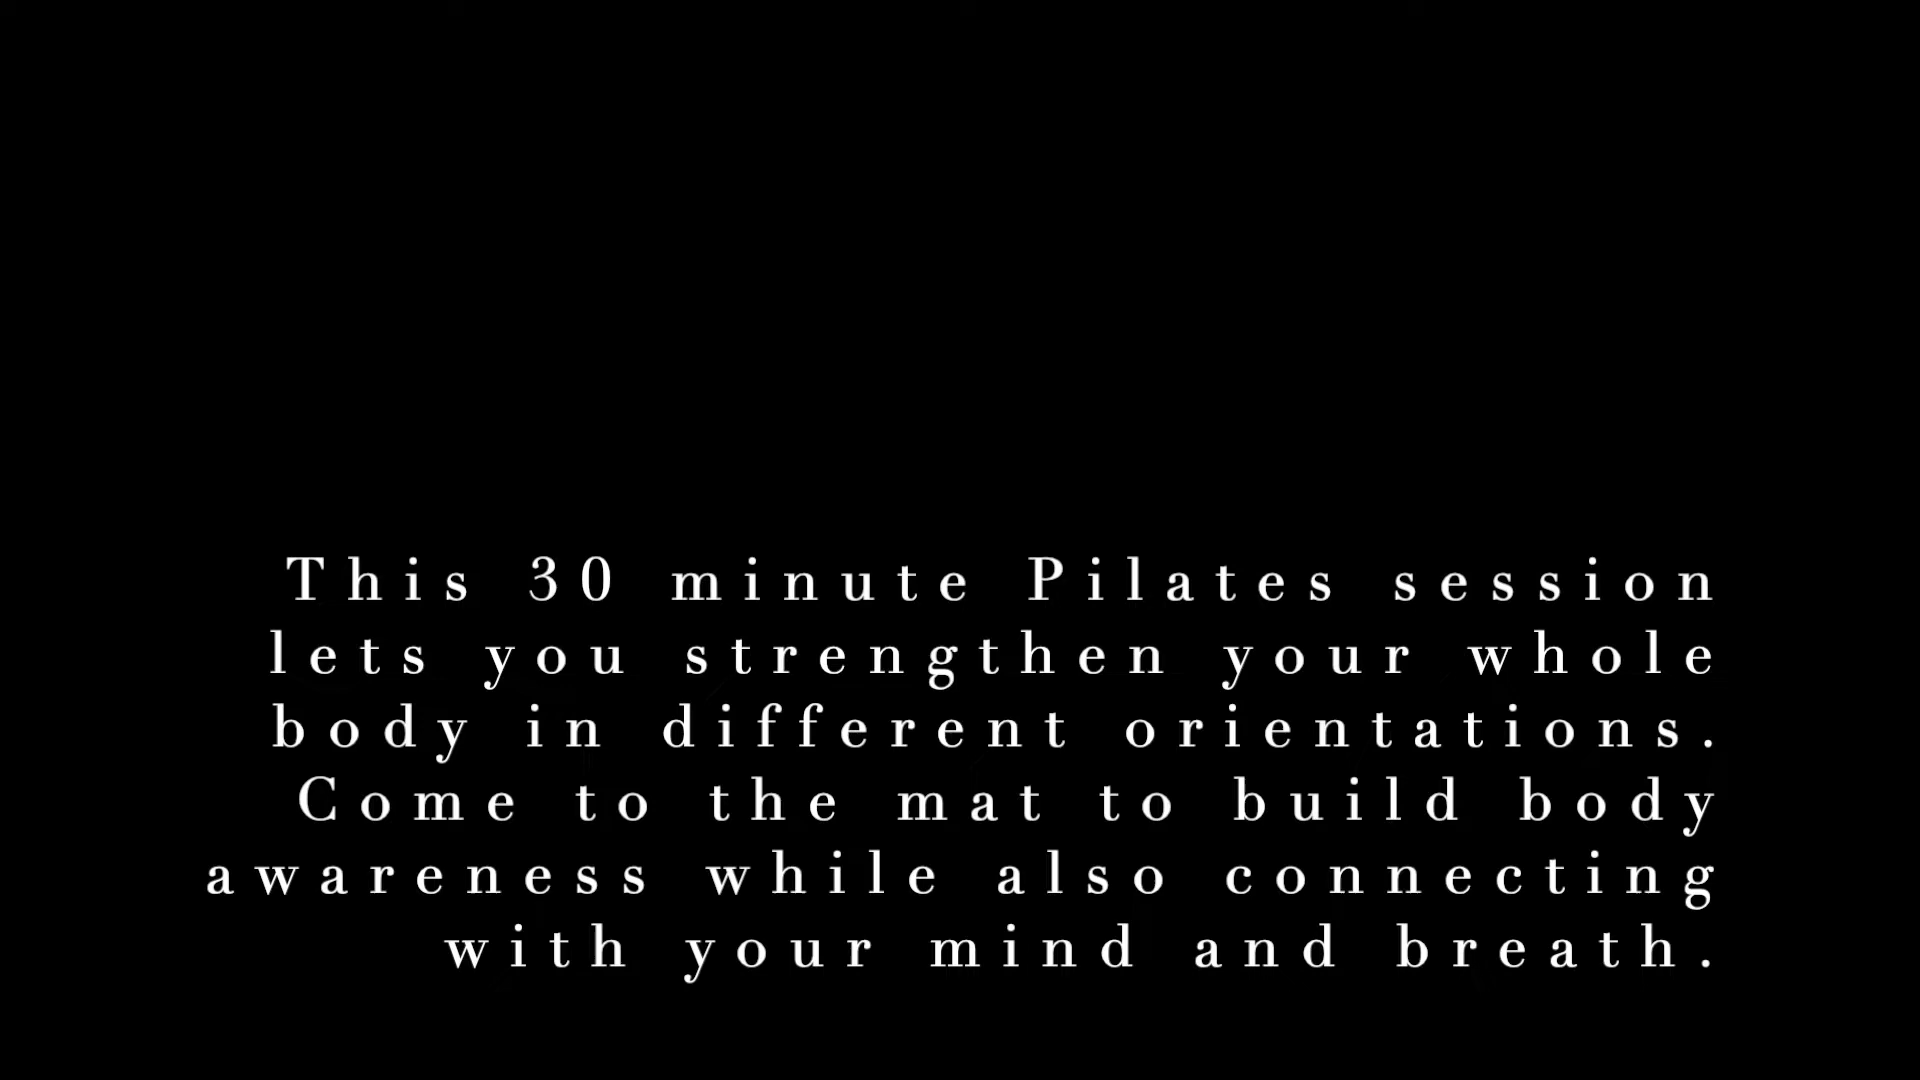 This 30 minute Pilates session
lets you strengthen your whole
body in different orientations.
Come to the mat to build body
awareness while also connecting
with your mind and breath.